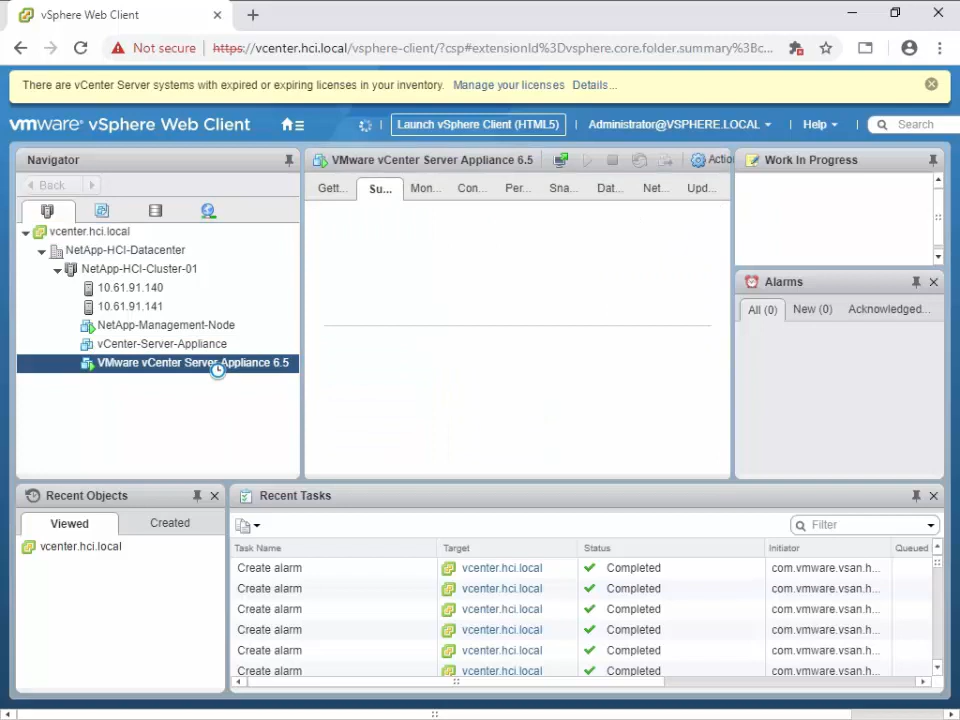 vSphere Web Client
Not secure | https://vcenter.hci.local/vsphere-client/?csp#extensionId%3Dvsphere.core.folder.summary%3Bc...
There are vCenter Server systems with expired or expiring licenses in your inventory. Manage your licenses Details...
vmware® vSphere Web Client
Launch vSphere Client (HTML5) | Administrator@VSPHERE.LOCAL | Help | Search
Navigator
Back
vcenter.hci.local
NetApp-HCI-Datacenter
NetApp-HCI-Cluster-01
10.61.91.140
10.61.91.141
NetApp-Management-Node
vCenter-Server-Appliance
VMware vCenter Server Appliance 6.5
VMware vCenter Server Appliance 6.5 Actio
Gett... Su... Mon... Con... Per... Sna... Dat... Net... Upd...
Work In Progress
Alarms
All (0) New (0) Acknowledged...
Recent Objects
Viewed Created
vcenter.hci.local
Recent Tasks
Filter
Task Name Target Status Initiator Queued
Create alarm vcenter.hci.local Completed com.vmware.vsan.h...
Create alarm vcenter.hci.local Completed com.vmware.vsan.h...
Create alarm vcenter.hci.local Completed com.vmware.vsan.h...
Create alarm vcenter.hci.local Completed com.vmware.vsan.h...
Create alarm vcenter.hci.local Completed com.vmware.vsan.h...
Create alarm vcenter.hci.local Completed com.vmware.vsan.h...